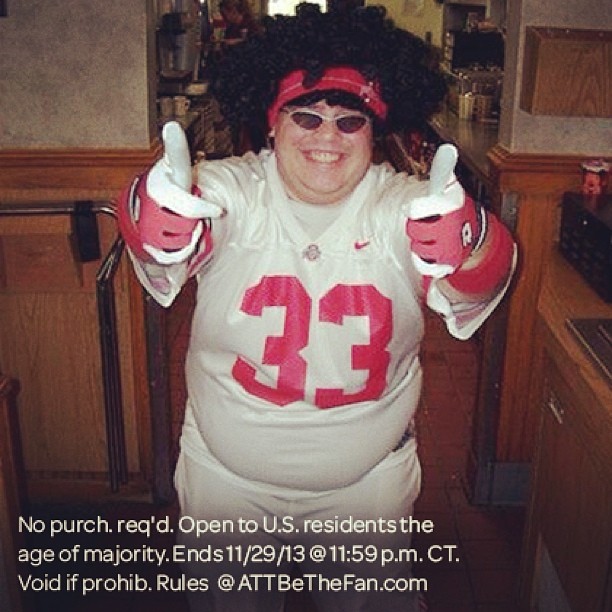 33
No purch. req'd. Open to U.S. residents the
age of majority. Ends 11/29/13 @ 11:59 p.m. CT.
Void if prohib. Rules @ ATTBeTheFan.com